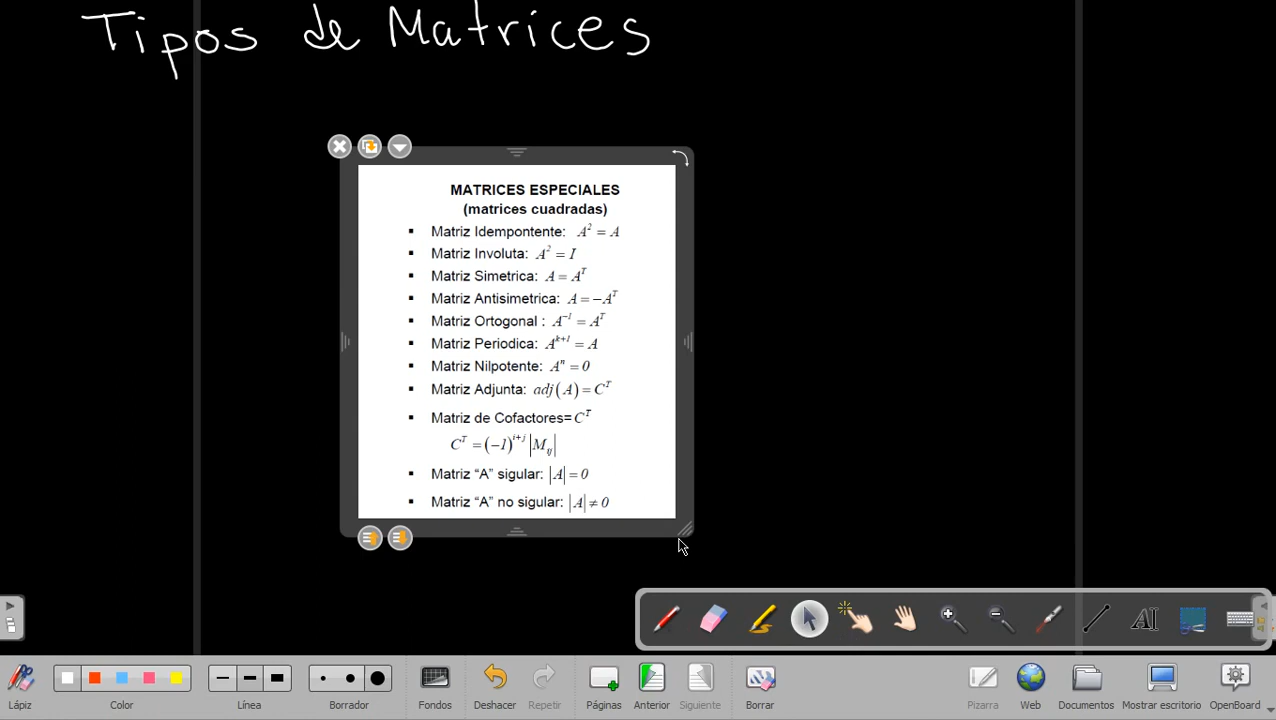 Tipos de Matrices
MATRICES ESPECIALES
(matrices cuadradas)
▪ Matriz Idempontente: A² = A
▪ Matriz Involuta: A² = I
▪ Matriz Simetrica: A = Aᵀ
▪ Matriz Antisimetrica: A = −Aᵀ
▪ Matriz Ortogonal : A⁻¹ = Aᵀ
▪ Matriz Periodica: Aᵏ⁺¹ = A
▪ Matriz Nilpotente: Aⁿ = 0
▪ Matriz Adjunta: adj(A) = Cᵀ
▪ Matriz de Cofactores= Cᵀ
Cᵀ = (−1)ⁱ⁺ʲ |Mᵢⱼ|
▪ Matriz “A” sigular: |A| = 0
▪ Matriz “A” no sigular: |A| ≠ 0
AI
Lápiz Color Línea Borrador Fondos Deshacer Repetir Páginas Anterior Siguiente Borrar Pizarra Web Documentos Mostrar escritorio OpenBoard